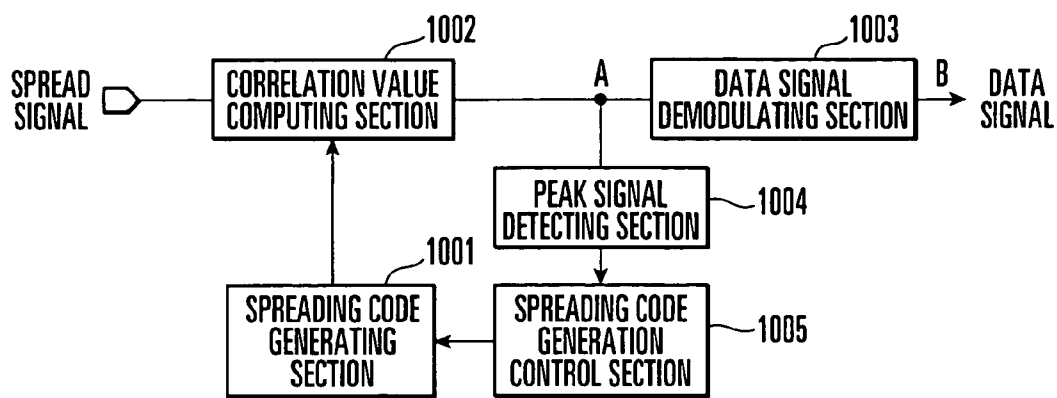 1002
1003
SPREAD
SIGNAL
CORRELATION VALUE
COMPUTING SECTION
A
DATA SIGNAL
DEMODULATING SECTION
B
DATA
SIGNAL
PEAK SIGNAL
DETECTING SECTION
1004
1001
SPREADING CODE
GENERATING
SECTION
SPREADING CODE
GENERATION
CONTROL SECTION
1005